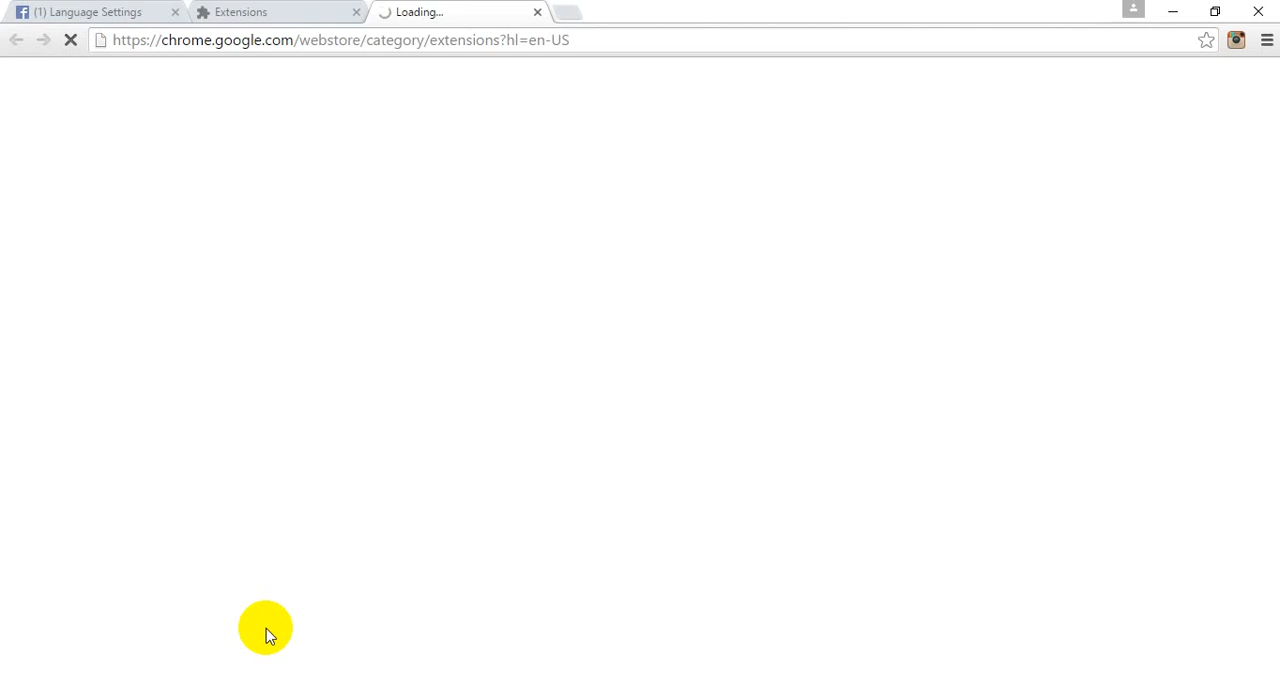 (1) Language Settings
Extensions
Loading...
https://chrome.google.com/webstore/category/extensions?hl=en-US